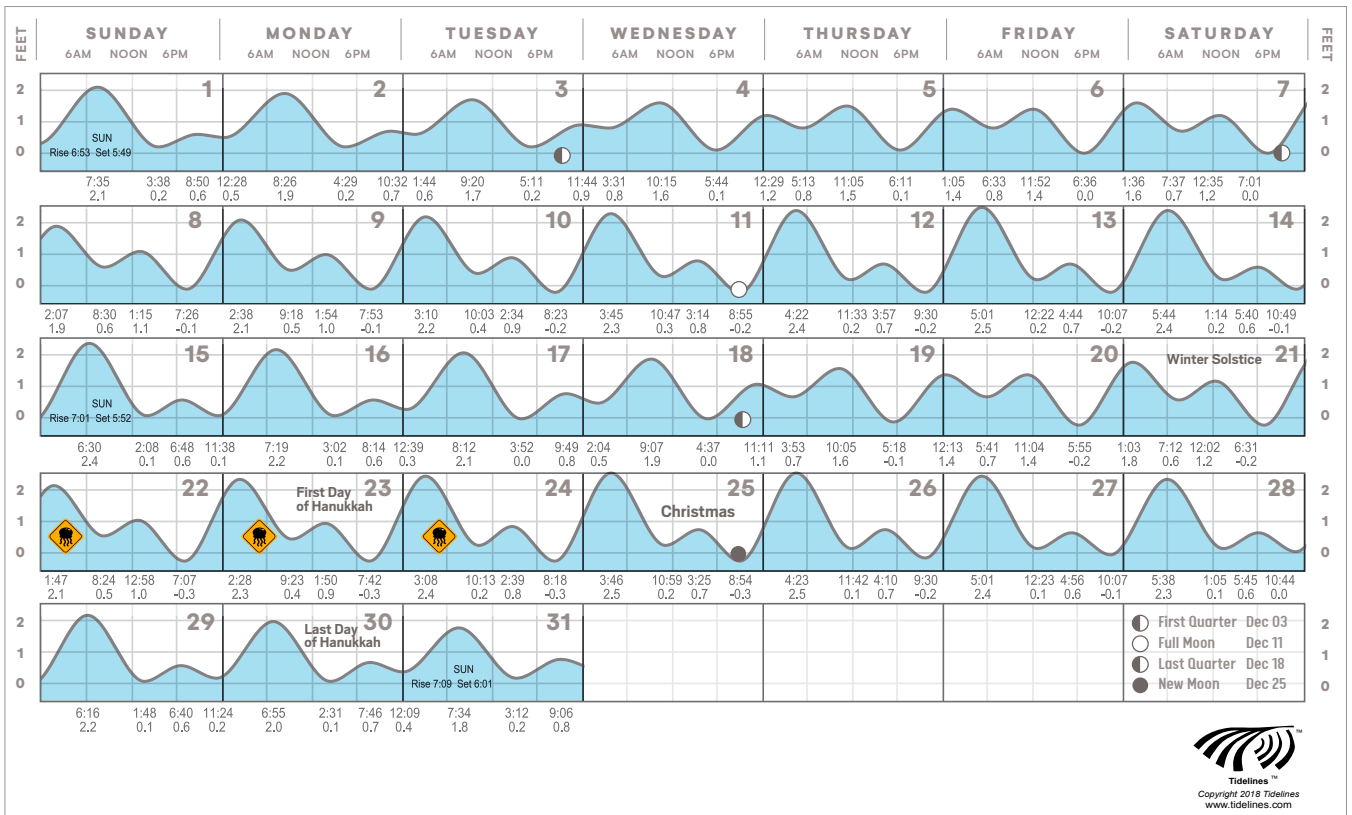 FEET SUNDAY MONDAY TUESDAY WEDNESDAY THURSDAY FRIDAY SATURDAY FEET
6AM NOON 6PM 6AM NOON 6PM 6AM NOON 6PM 6AM NOON 6PM 6AM NOON 6PM 6AM NOON 6PM 6AM NOON 6PM
2 1 2 3 4 5 6 7 2
1 1
SUN
Rise 6:53 Set 5:49
0 0
7:35 3:38 8:50 12:28 8:26 4:29 10:32 1:44 9:20 5:11 11:44 3:31 10:15 5:44 12:29 5:13 11:05 6:11 1:05 6:33 11:52 6:36 1:36 7:37 12:35 7:01
2.1 0.2 0.6 0.5 1.9 0.2 0.7 0.6 1.7 0.2 0.9 0.8 1.6 0.1 1.2 0.8 1.5 0.1 1.4 0.8 1.4 0.0 1.6 0.7 1.2 0.0
2 8 9 10 11 12 13 14 2
1 1
0 0
2:07 8:30 1:15 7:26 2:38 9:18 1:54 7:53 3:10 10:03 2:34 8:23 3:45 10:47 3:14 8:55 4:22 11:33 3:57 9:30 5:01 12:22 4:44 10:07 5:44 1:14 5:40 10:49
1.9 0.6 1.1 -0.1 2.1 0.5 1.0 -0.1 2.2 0.4 0.9 -0.2 2.3 0.3 0.8 -0.2 2.4 0.2 0.7 -0.2 2.5 0.2 0.7 -0.2 2.4 0.2 0.6 -0.1
2 15 16 17 18 19 20 Winter Solstice 21 2
1 1
SUN
Rise 7:01 Set 5:52
0 0
6:30 2:08 6:48 11:38 7:19 3:02 8:14 12:39 8:12 3:52 9:49 2:04 9:07 4:37 11:11 3:53 10:05 5:18 12:13 5:41 11:04 5:55 1:03 7:12 12:02 6:31
2.4 0.1 0.6 0.1 2.2 0.1 0.6 0.3 2.1 0.0 0.8 0.5 1.9 0.0 1.1 0.7 1.6 -0.1 1.4 0.7 1.4 -0.2 1.8 0.6 1.2 -0.2
2 22 First Day 23 24 25 26 27 28 2
of Hanukkah
Christmas
1 1
0 0
1:47 8:24 12:58 7:07 2:28 9:23 1:50 7:42 3:08 10:13 2:39 8:18 3:46 10:59 3:25 8:54 4:23 11:42 4:10 9:30 5:01 12:23 4:56 10:07 5:38 1:05 5:45 10:44
2.1 0.5 1.0 -0.3 2.3 0.4 0.9 -0.3 2.4 0.2 0.8 -0.3 2.5 0.2 0.7 -0.3 2.5 0.1 0.7 -0.2 2.4 0.1 0.6 -0.1 2.3 0.1 0.6 0.0
2 29 Last Day 30 31 First Quarter Dec 03 2
of Hanukkah
Full Moon Dec 11
1 1
SUN
Last Quarter Dec 18
Rise 7:09 Set 6:01
0 New Moon Dec 25 0
6:16 1:48 6:40 11:24 6:55 2:31 7:46 12:09 7:34 3:12 9:06
2.2 0.1 0.6 0.2 2.0 0.1 0.7 0.4 1.8 0.2 0.8
Tidelines ™
Copyright 2018 Tidelines
www.tidelines.com